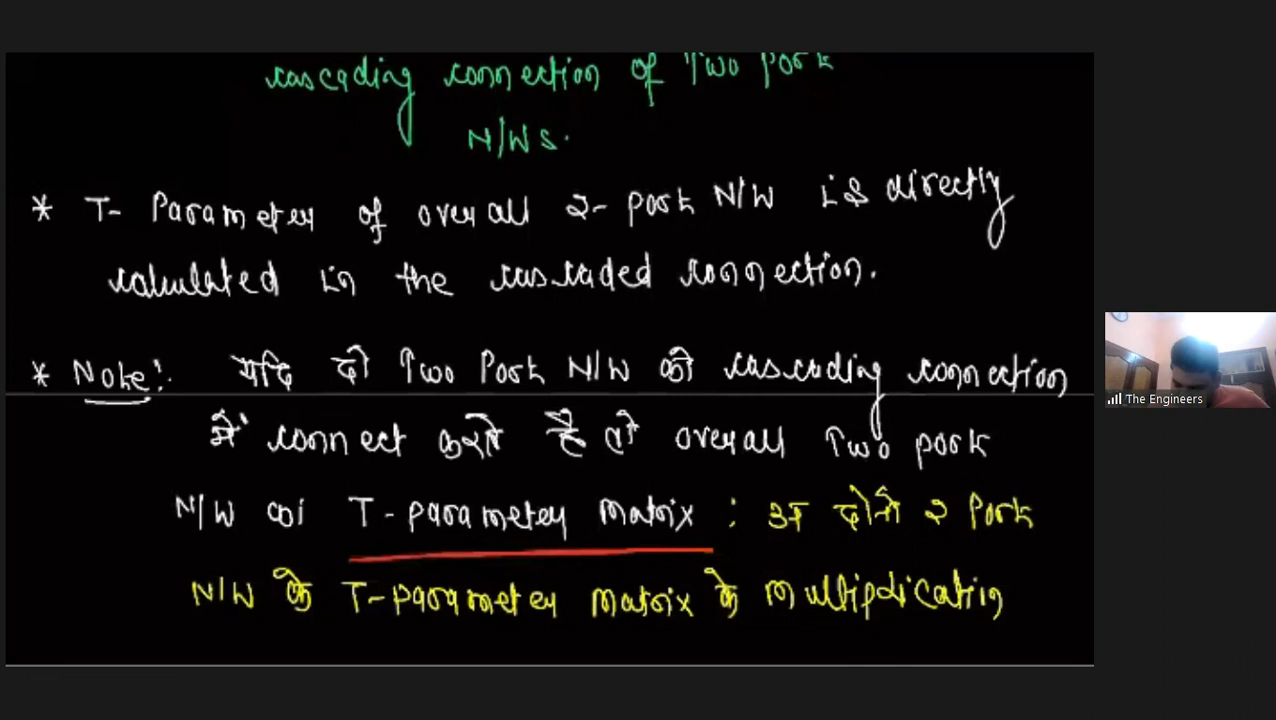 cascading connection of Two Port
N/Ws.
* T- Parameter of over all 2- port N/W is directly
calculated in the cascaded connection.
* Note:- यदि दो Two Port N/W को cascading connection
में connect करते है तो overall Two port
N/W का T-parameter Matrix : उन दोनो 2 Port
N/W के T-parameter Matrix के multiplication
The Engineers